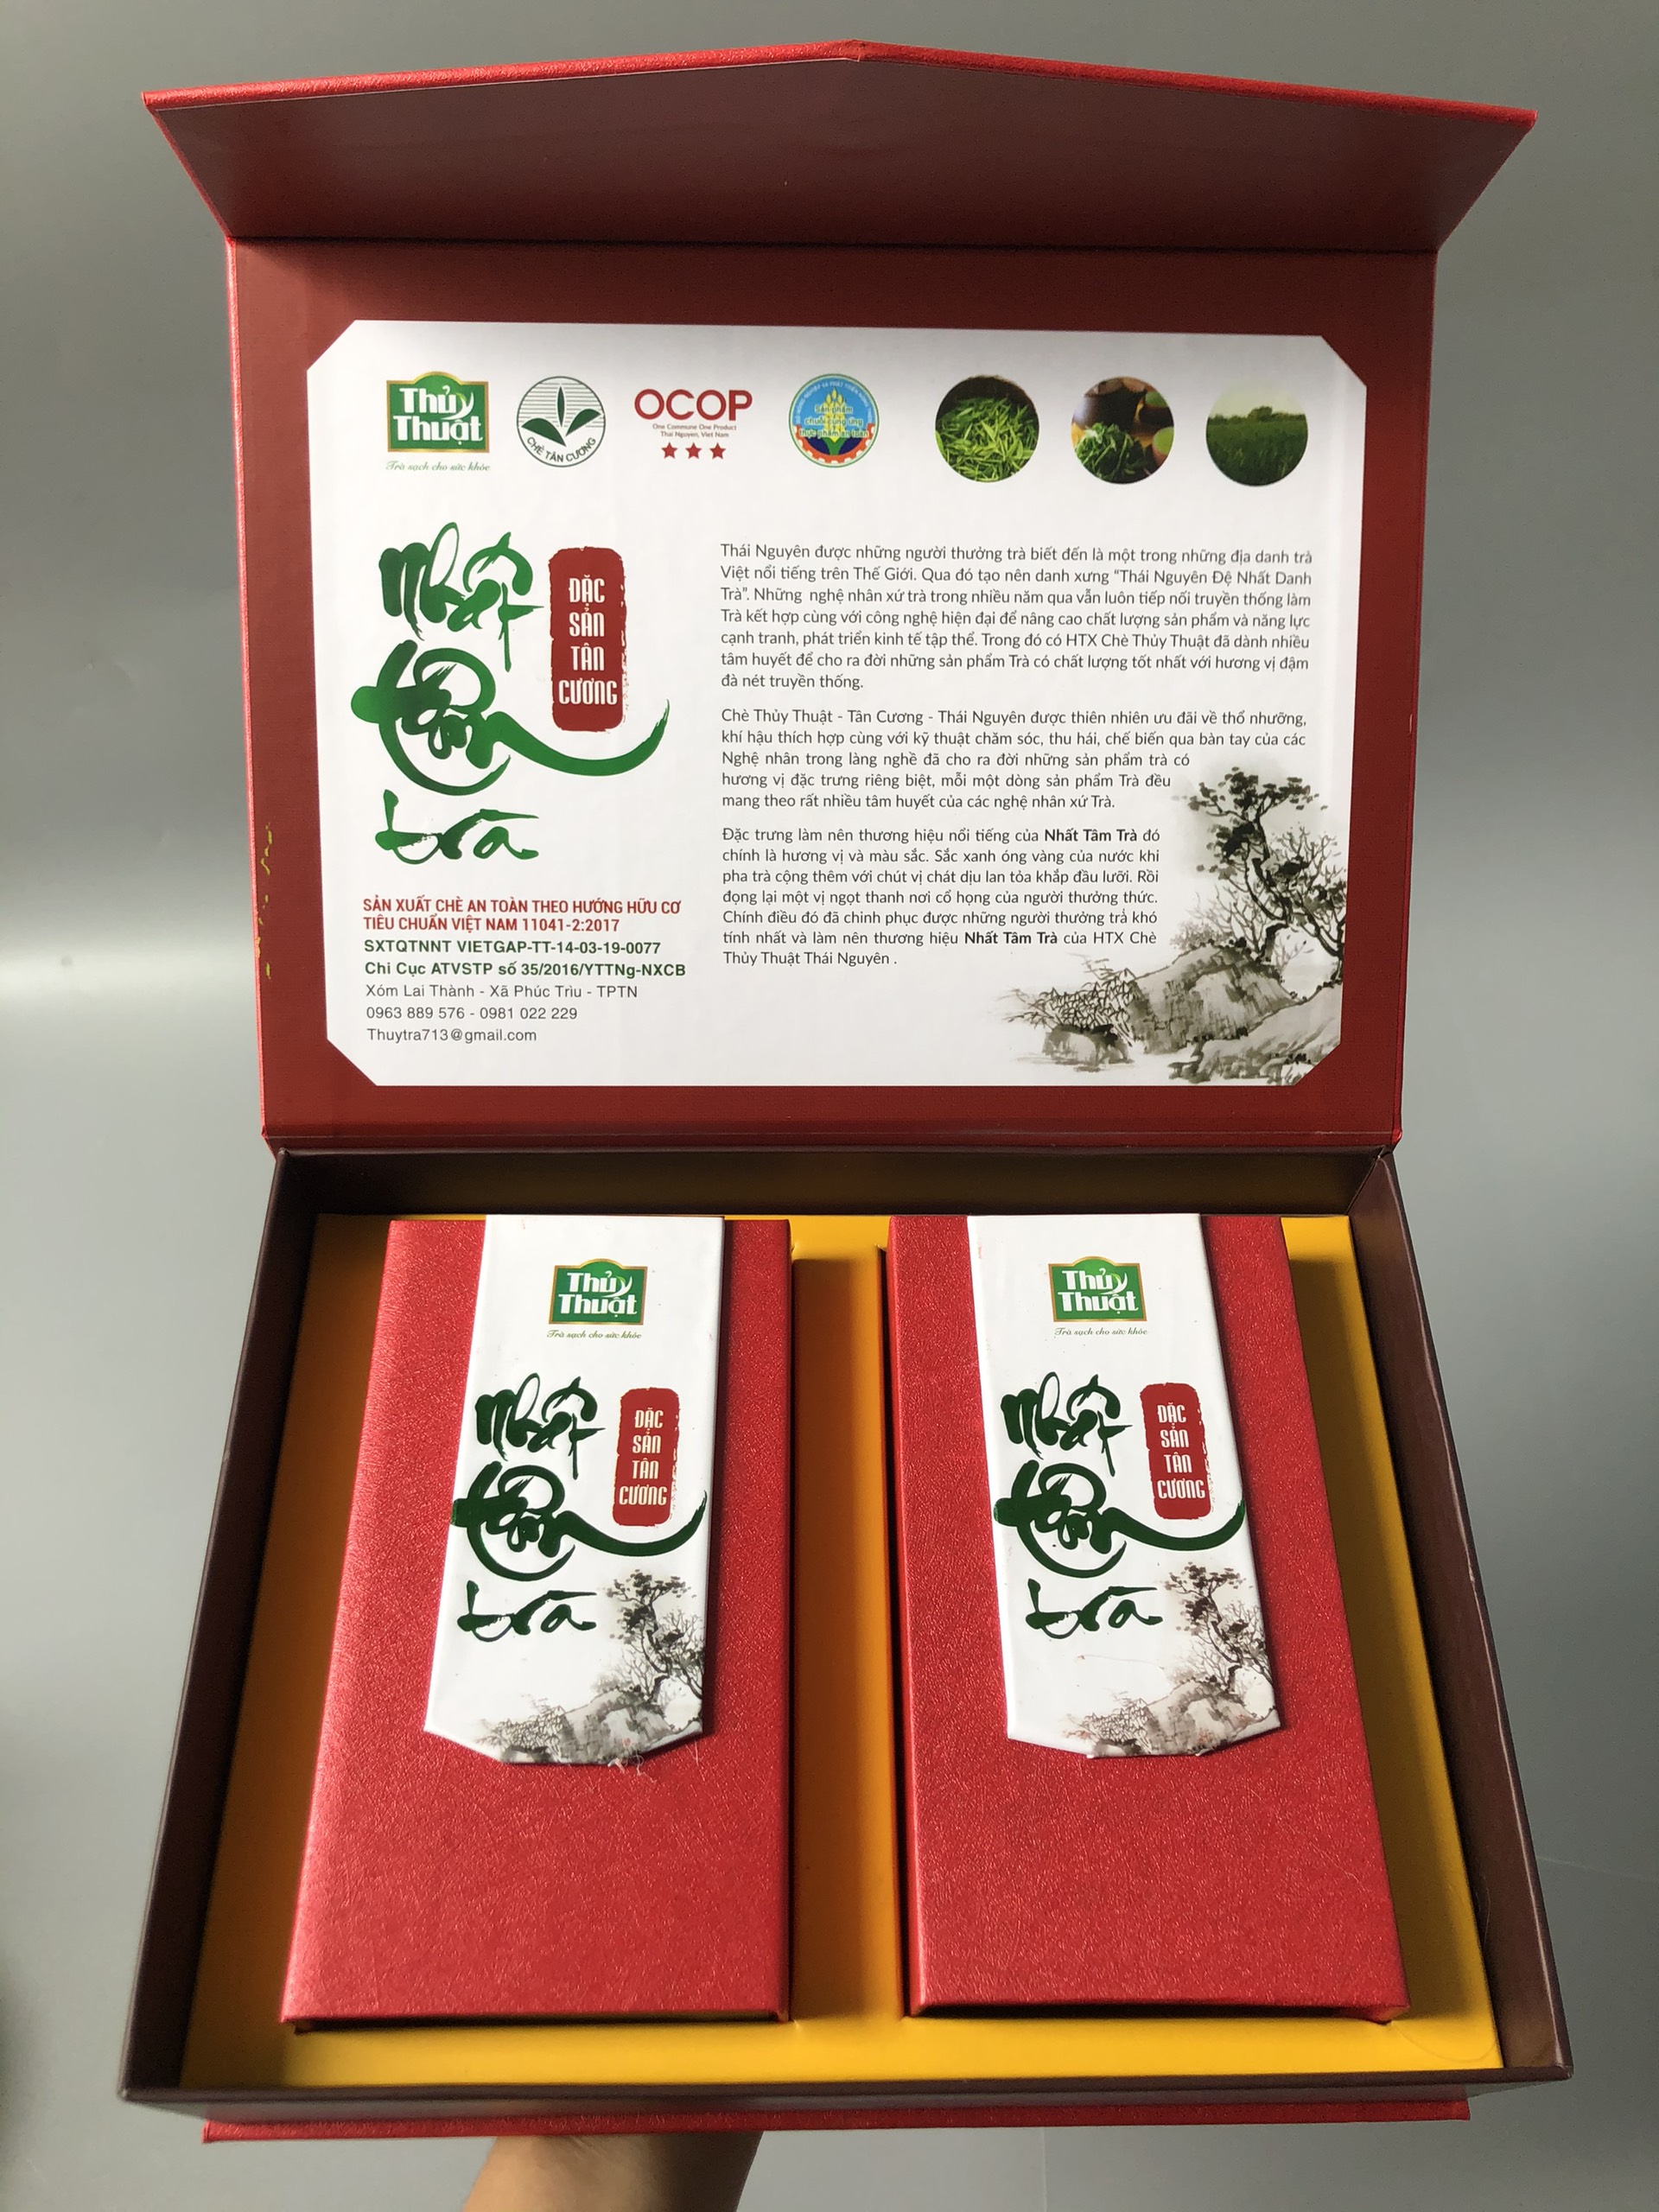 Thủy
Thuật
Trà sạch cho sức khỏe
CHÈ TÂN CƯƠNG
OCOP
One Commune One Product
Thai Nguyen, Viet Nam
Sản phẩm
chuỗi cung ứng
thực phẩm an toàn
Nhất
tâm
trà
ĐẶC
SẢN
TÂN
CƯƠNG
SẢN XUẤT CHÈ AN TOÀN THEO HƯỚNG HỮU CƠ
TIÊU CHUẨN VIỆT NAM 11041-2:2017
SXTQTNNT VIETGAP-TT-14-03-19-0077
Chi Cục ATVSTP số 35/2016/YTTNg-NXCB
Xóm Lai Thành - Xã Phúc Trìu - TPTN
0963 889 576 - 0981 022 229
Thuytra713@gmail.com
Thái Nguyên được những người thưởng trà biết đến là một trong những địa danh trà
Việt nổi tiếng trên Thế Giới. Qua đó tạo nên danh xưng “Thái Nguyên Đệ Nhất Danh
Trà”. Những nghệ nhân xứ trà trong nhiều năm qua vẫn luôn tiếp nối truyền thống làm
Trà kết hợp cùng với công nghệ hiện đại để nâng cao chất lượng sản phẩm và năng lực
cạnh tranh, phát triển kinh tế tập thể. Trong đó có HTX Chè Thủy Thuật đã dành nhiều
tâm huyết để cho ra đời những sản phẩm Trà có chất lượng tốt nhất với hương vị đậm
đà nét truyền thống.
Chè Thủy Thuật - Tân Cương - Thái Nguyên được thiên nhiên ưu đãi về thổ nhưỡng,
khí hậu thích hợp cùng với kỹ thuật chăm sóc, thu hái, chế biến qua bàn tay của các
Nghệ nhân trong làng nghề đã cho ra đời những sản phẩm trà có
hương vị đặc trưng riêng biệt, mỗi một dòng sản phẩm Trà đều
mang theo rất nhiều tâm huyết của các nghệ nhân xứ Trà.
Đặc trưng làm nên thương hiệu nổi tiếng của Nhất Tâm Trà đó
chính là hương vị và màu sắc. Sắc xanh óng vàng của nước khi
pha trà cộng thêm với chút vị chát dịu lan tỏa khắp đầu lưỡi. Rồi
đọng lại một vị ngọt thanh nơi cổ họng của người thưởng thức.
Chính điều đó đã chinh phục được những người thưởng trà khó
tính nhất và làm nên thương hiệu Nhất Tâm Trà của HTX Chè
Thủy Thuật Thái Nguyên .
Thủy
Thuật
Trà sạch cho sức khỏe
Nhất
tâm
trà
ĐẶC
SẢN
TÂN
CƯƠNG
Thủy
Thuật
Trà sạch cho sức khỏe
Nhất
tâm
trà
ĐẶC
SẢN
TÂN
CƯƠNG